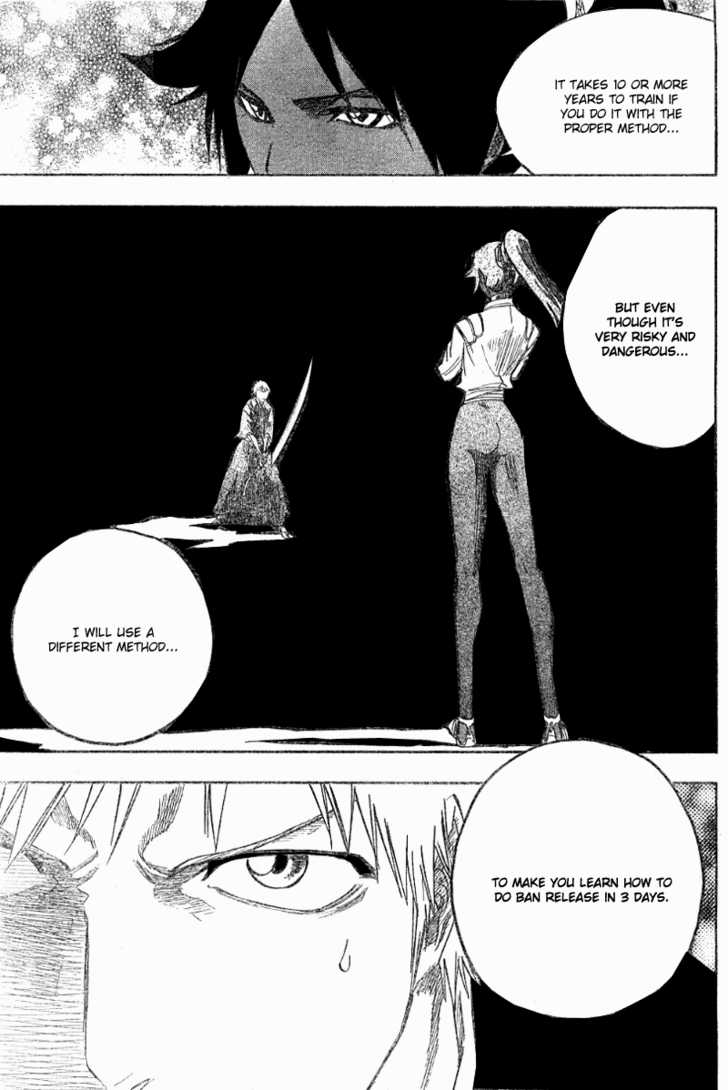 IT TAKES 10 OR MORE
YEARS TO TRAIN IF
YOU DO IT WITH THE
PROPER METHOD...
BUT EVEN
THOUGH IT'S
VERY RISKY AND
DANGEROUS...
I WILL USE A
DIFFERENT METHOD...
TO MAKE YOU LEARN HOW TO
DO BAN RELEASE IN 3 DAYS.